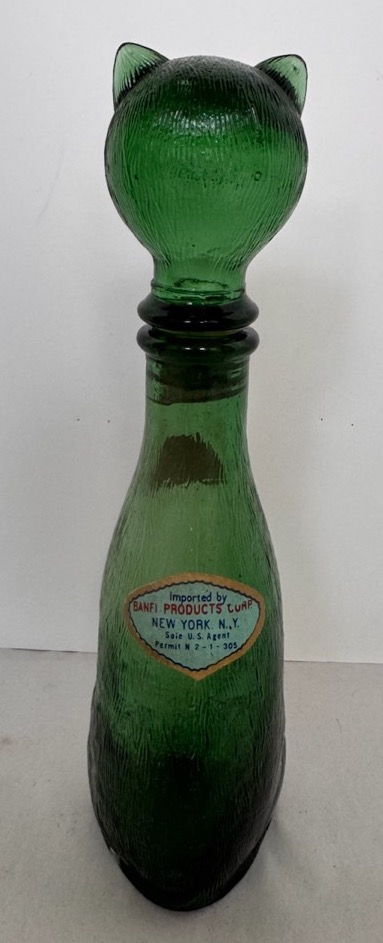 Imported by
BANFI PRODUCTS CORP
NEW YORK. N.Y.
Sole U.S. Agent
Permit N 2-1-305